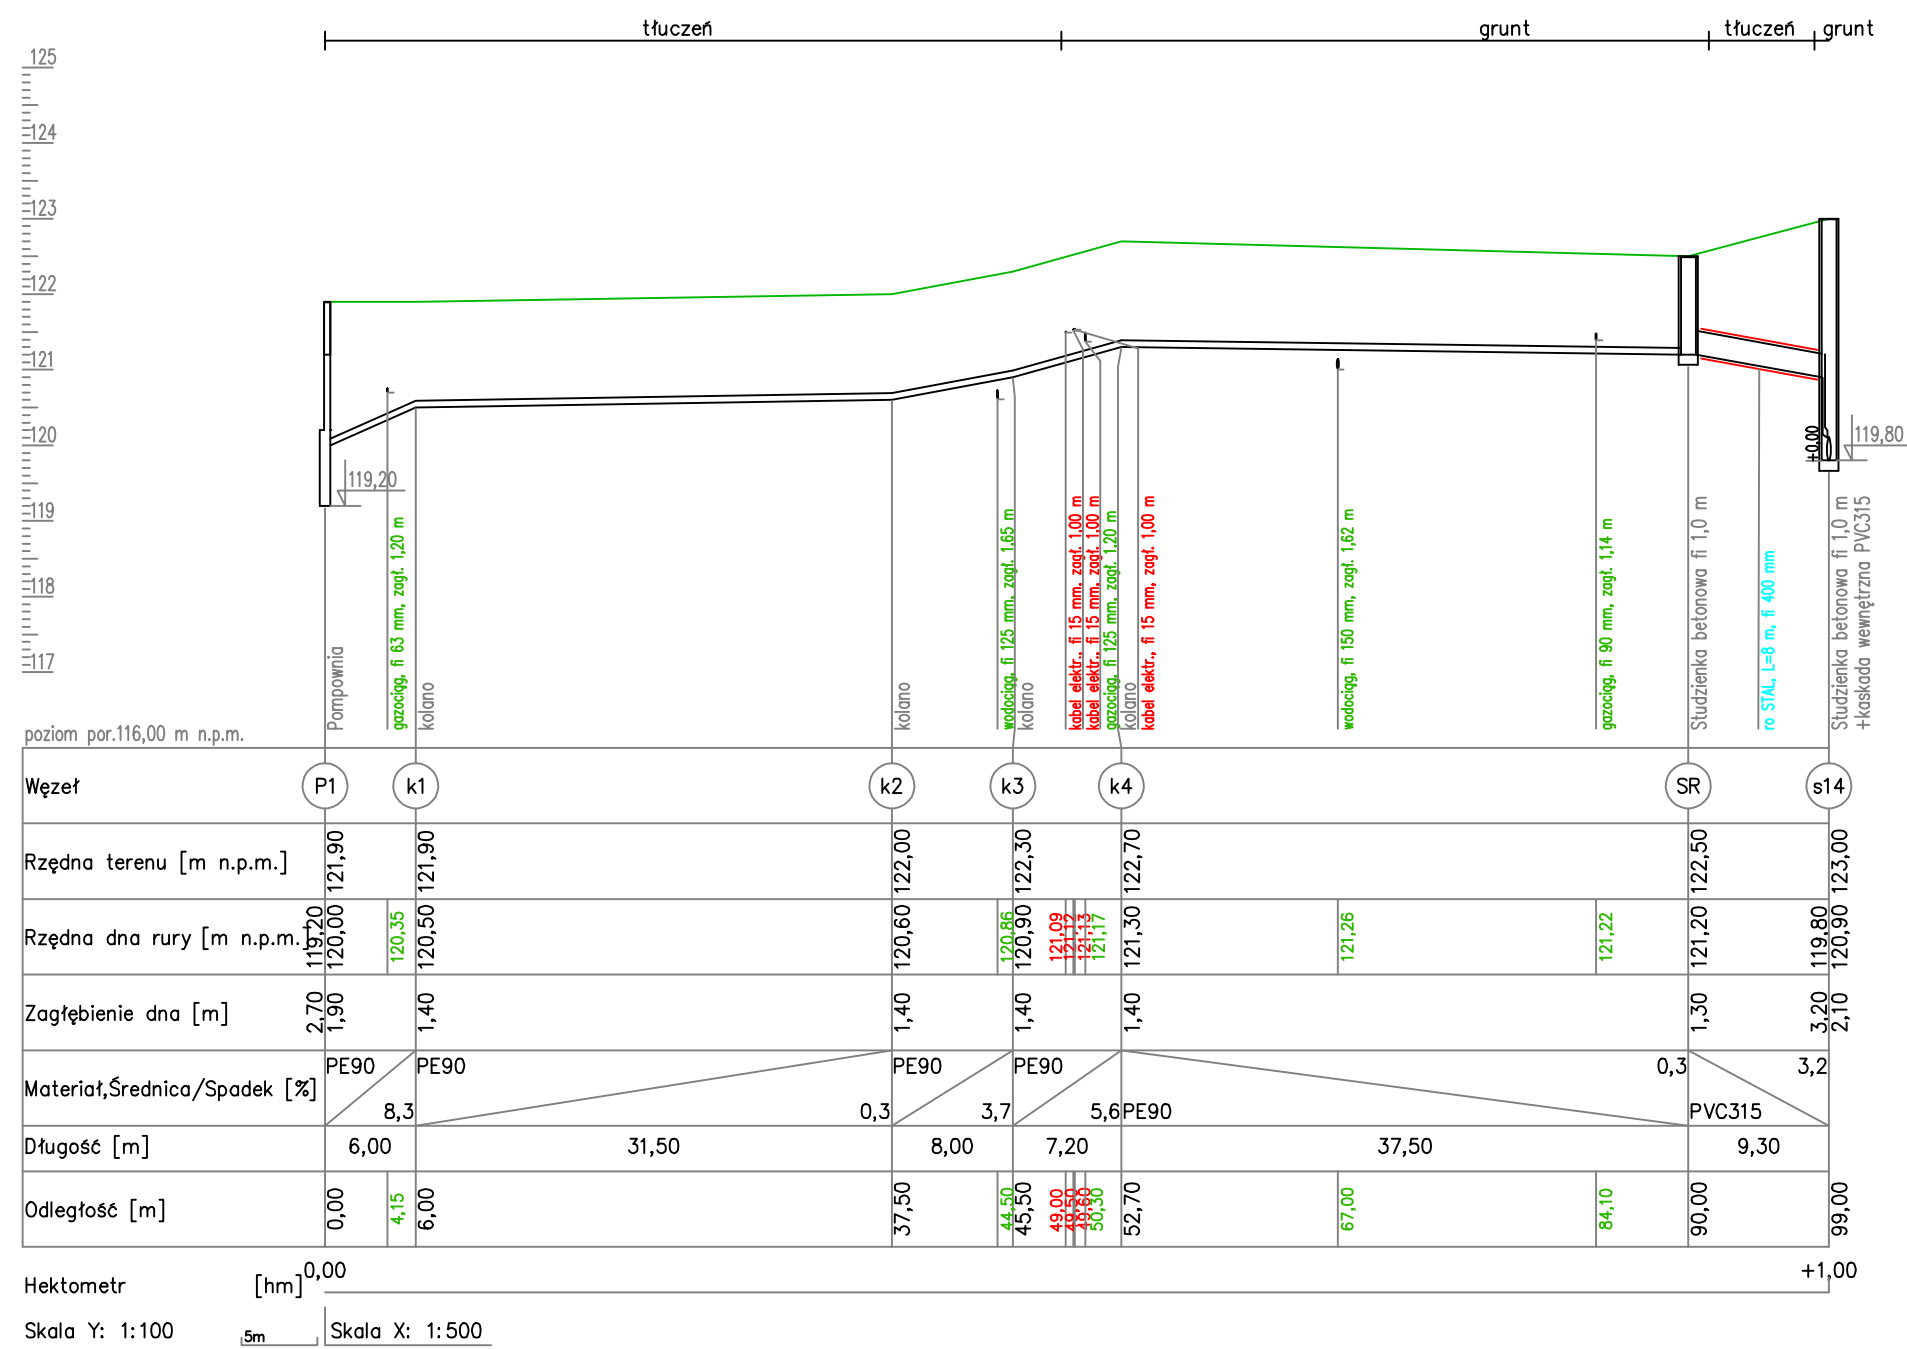 tłuczeń grunt tłuczeń grunt
125
124
123
122
121
120
119
118
117
119,20
+0.00
119,80
Pompownia
gazociąg, fi 63 mm, zagł. 1,20 m
kolano
kolano
wodociąg, fi 125 mm, zagł. 1,65 m
kolano
kabel elektr., fi 15 mm, zagł. 1,00 m
kabel elektr., fi 15 mm, zagł. 1,00 m
gazociąg, fi 125 mm, zagł. 1,20 m
kolano
kabel elektr., fi 15 mm, zagł. 1,00 m
wodociąg, fi 150 mm, zagł. 1,62 m
gazociąg, fi 90 mm, zagł. 1,14 m
Studzienka betonowa fi 1,0 m
ro STAL, L=8 m, fi 400 mm
Studzienka betonowa fi 1,0 m
+kaskada wewnętrzna PVC315
poziom por.116,00 m n.p.m.
Węzeł P1 k1 k2 k3 k4 SR s14
Rzędna terenu [m n.p.m.] 121,90 121,90 122,00 122,30 122,70 122,50 123,00
Rzędna dna rury [m n.p.m.] 119,20 120,00 120,35 120,50 120,60 120,86 120,90 121,09 121,12 121,13 121,17 121,30 121,26 121,22 121,20 119,80 120,90
Zagłębienie dna [m] 2,70 1,90 1,40 1,40 1,40 1,40 1,30 3,20 2,10
PE90 PE90 PE90 PE90 0,3 3,2
Materiał,Średnica/Spadek [%]
8,3 0,3 3,7 5,6 PE90 PVC315
Długość [m] 6,00 31,50 8,00 7,20 37,50 9,30
Odległość [m] 0,00 4,15 6,00 37,50 44,50 45,50 49,00 49,50 49,60 50,30 52,70 67,00 84,10 90,00 99,00
Hektometr [hm] 0,00 +1,00
Skala Y: 1:100 5m Skala X: 1:500